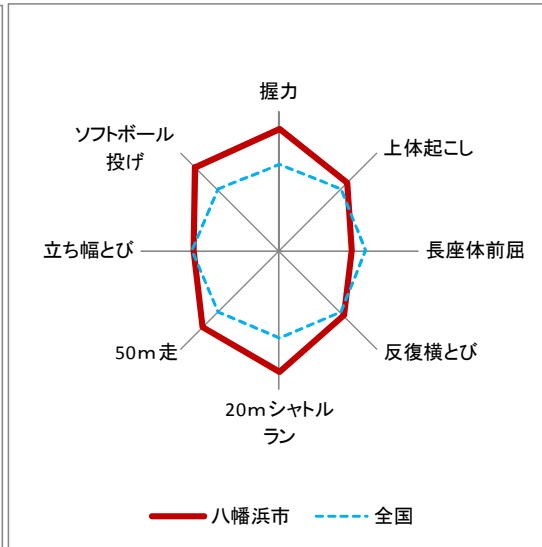 握力
上体起こし
長座体前屈
反復横とび
20ｍシャトル
ラン
50ｍ走
立ち幅とび
ソフトボール
投げ
八幡浜市
全国